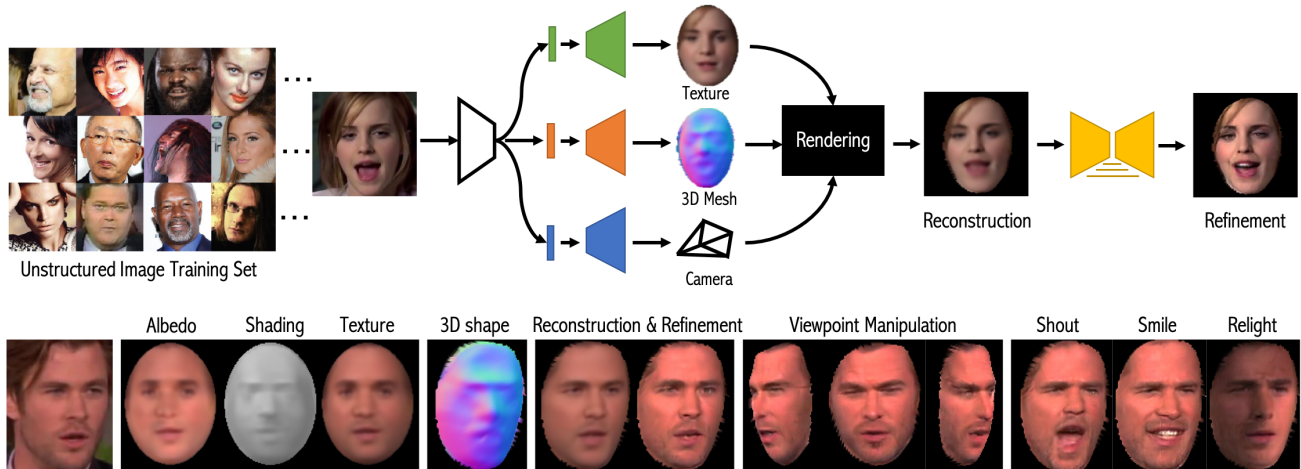 Texture
3D Mesh
Camera
Rendering
Reconstruction
Refinement
Unstructured Image Training Set
Albedo
Shading
Texture
3D shape
Reconstruction & Refinement
Viewpoint Manipulation
Shout
Smile
Relight